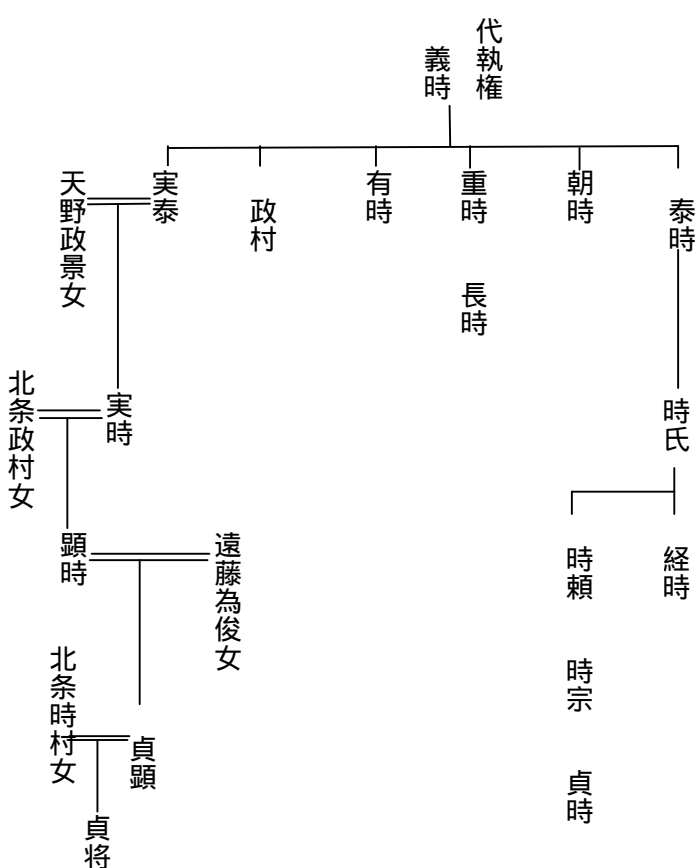 代執権
義時
泰時
朝時
重時
有時
政村
実泰
天野政景女
長時
時氏
実時
北条政村女
経時
時頼
遠藤為俊女
顕時
時宗
北条時村女
貞顕
貞時
貞将